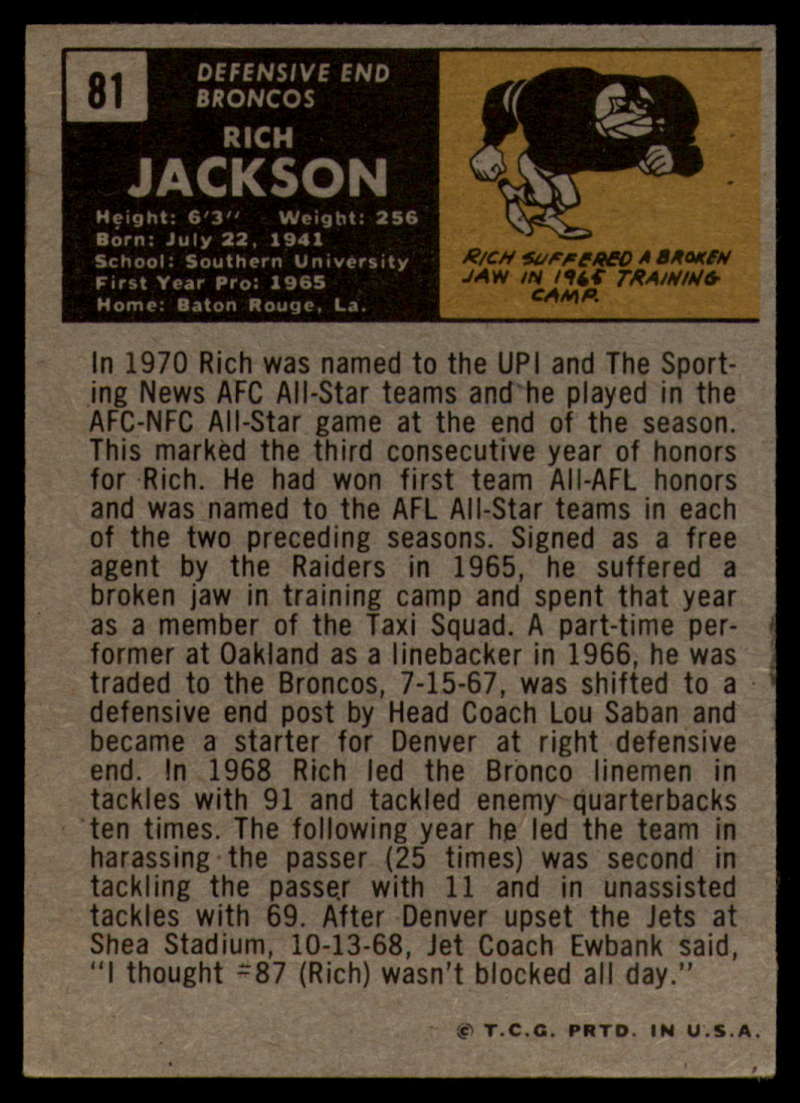 81
DEFENSIVE END
BRONCOS
RICH
JACKSON
Height: 6'3" Weight: 256
Born: July 22, 1941
School: Southern University
First Year Pro: 1965
Home: Baton Rouge, La.
RICH SUFFERED A BROKEN
JAW IN 1965 TRAINING
CAMP.
In 1970 Rich was named to the UPI and The Sport-
ing News AFC All-Star teams and he played in the
AFC-NFC All-Star game at the end of the season.
This marked the third consecutive year of honors
for Rich. He had won first team All-AFL honors
and was named to the AFL All-Star teams in each
of the two preceding seasons. Signed as a free
agent by the Raiders in 1965, he suffered a
broken jaw in training camp and spent that year
as a member of the Taxi Squad. A part-time per-
former at Oakland as a linebacker in 1966, he was
traded to the Broncos, 7-15-67, was shifted to a
defensive end post by Head Coach Lou Saban and
became a starter for Denver at right defensive
end. In 1968 Rich led the Bronco linemen in
tackles with 91 and tackled enemy quarterbacks
ten times. The following year he led the team in
harassing the passer (25 times) was second in
tackling the passer with 11 and in unassisted
tackles with 69. After Denver upset the Jets at
Shea Stadium, 10-13-68, Jet Coach Ewbank said,
"I thought =87 (Rich) wasn't blocked all day."
© T.C.G. PRTD. IN U.S.A.